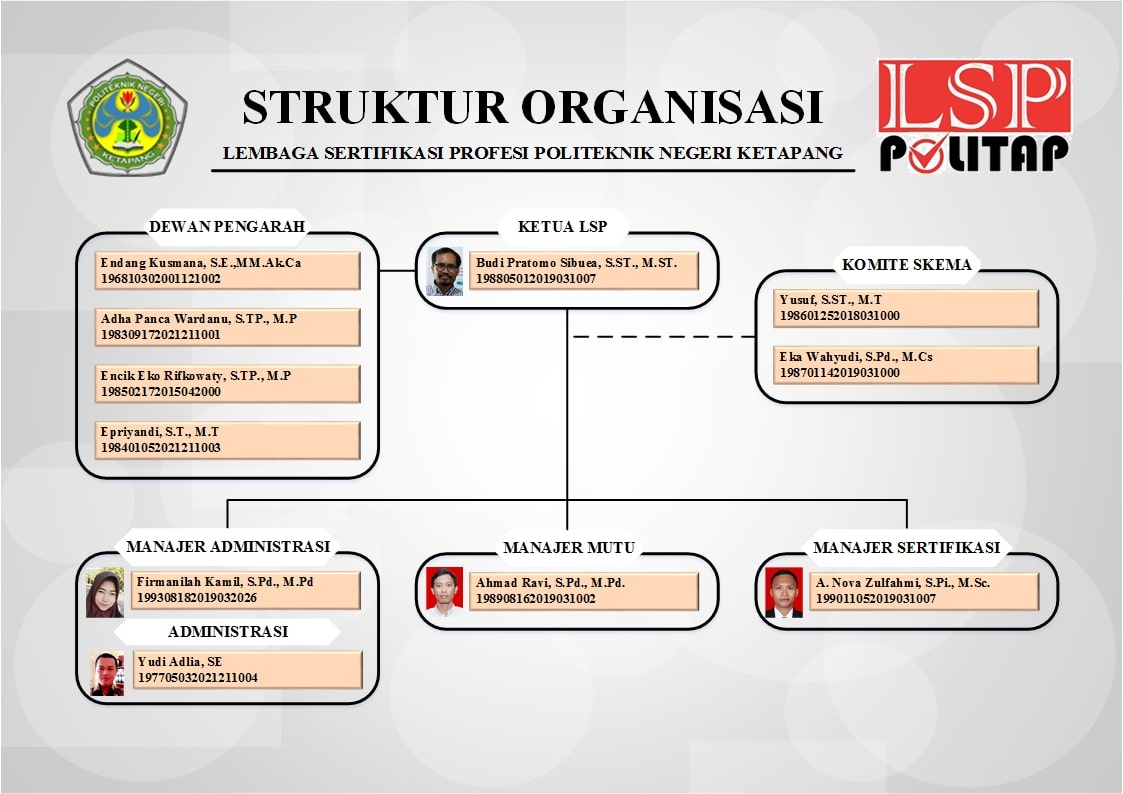 POLITEKNIK NEGERI
KETAPANG
STRUKTUR ORGANISASI
LEMBAGA SERTIFIKASI PROFESI POLITEKNIK NEGERI KETAPANG
LSP
POLITAP
DEWAN PENGARAH
Endang Kusmana, S.E.,MM.Ak.Ca
196810302001121002
Adha Panca Wardanu, S.TP., M.P
198309172021211001
Encik Eko Rifkowaty, S.TP., M.P
198502172015042000
Epriyandi, S.T., M.T
198401052021211003
KETUA LSP
Budi Pratomo Sibuea, S.ST., M.ST.
198805012019031007
KOMITE SKEMA
Yusuf, S.ST., M.T
198601252018031000
Eka Wahyudi, S.Pd., M.Cs
198701142019031000
MANAJER ADMINISTRASI
Firmanilah Kamil, S.Pd., M.Pd
199308182019032026
ADMINISTRASI
Yudi Adlia, SE
197705032021211004
MANAJER MUTU
Ahmad Ravi, S.Pd., M.Pd.
198908162019031002
MANAJER SERTIFIKASI
A. Nova Zulfahmi, S.Pi., M.Sc.
199011052019031007